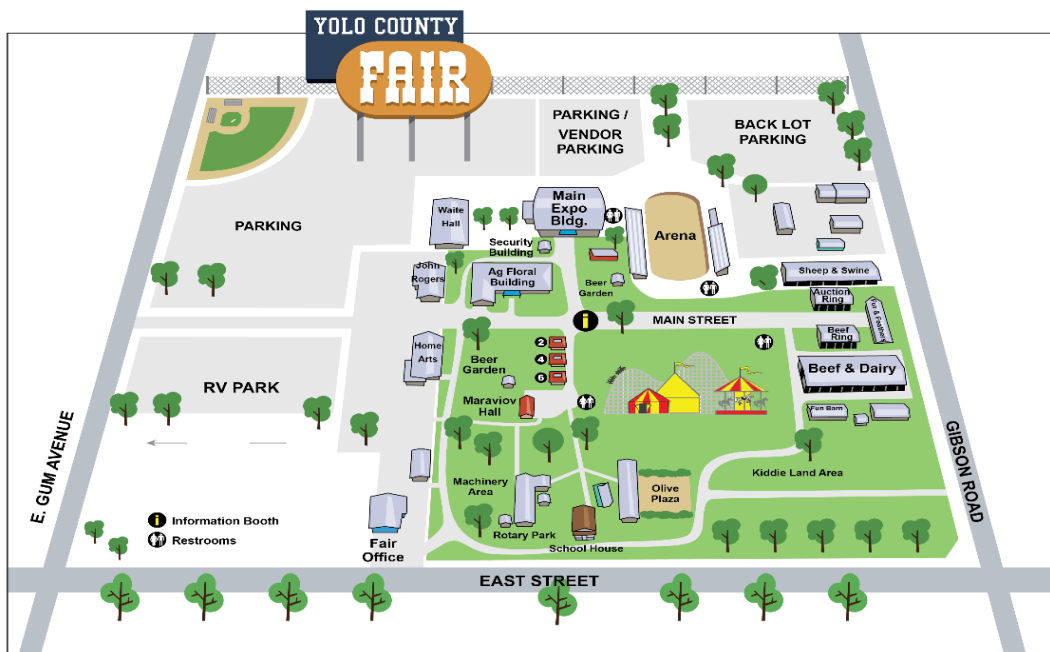 YOLO COUNTY
FAIR
PARKING /
VENDOR
PARKING
BACK LOT
PARKING
PARKING
Waite
Hall
Main
Expo
Bldg.
Arena
Security
Building
John
Rogers
Ag Floral
Building
Beer
Garden
Sheep & Swine
Auction
Ring
Fur & Feathers
MAIN STREET
i
Beef
Ring
Home
Arts
Beer
Garden
2
4
6
Beef & Dairy
RV PARK
Maraviov
Hall
Fun Barn
E. GUM AVENUE
GIBSON ROAD
Kiddie Land Area
Machinery
Area
Olive
Plaza
i Information Booth
Restrooms
Rotary Park
School House
Fair
Office
EAST STREET